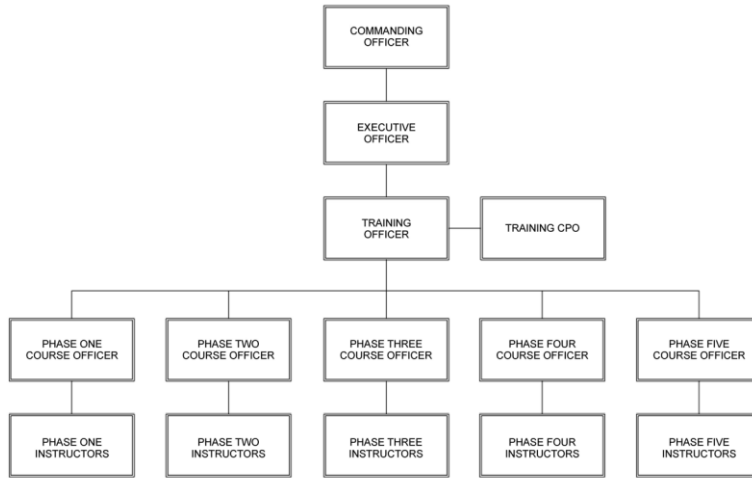 COMMANDING
OFFICER
EXECUTIVE
OFFICER
TRAINING
OFFICER
TRAINING CPO
PHASE ONE
COURSE OFFICER
PHASE TWO
COURSE OFFICER
PHASE THREE
COURSE OFFICER
PHASE FOUR
COURSE OFFICER
PHASE FIVE
COURSE OFFICER
PHASE ONE
INSTRUCTORS
PHASE TWO
INSTRUCTORS
PHASE THREE
INSTRUCTORS
PHASE FOUR
INSTRUCTORS
PHASE FIVE
INSTRUCTORS